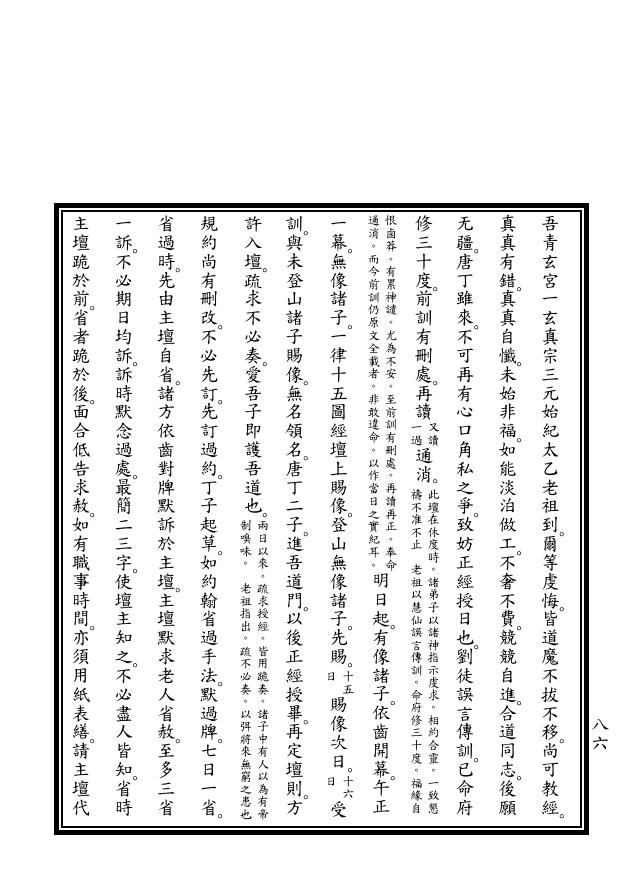 吾青玄宮一玄真宗三元始紀太乙老祖到。爾等虔悔。皆道魔不拔不移。尚可教經。
真真有錯。真真自懺。未始非福。如能淡泊做工。不奢不費。競競自進。合道同志。後願
无疆。唐丁雖來。不可再有心口角私之爭。致妨正經授日也。劉徒誤言傳訓。已命府
修三十度。前訓有刪處。再讀又讀一過通消。此壇在休度時。諸弟子以諸神指示虔求。相約合靈。一致懇
禱不准不止　老祖以慧仙誤言傳訓。命府修三十度。福緣自
恨鹵莽。有累神譴。尤為不安。至前訓有刪處。再讀再正。奉命
通消。而今前訓仍原文全載者。非敢違命。以作當日之實紀耳。明日起。有像諸子。依齒開幕。午正
一幕。無像諸子。一律十五圖經壇上賜像。登山無像諸子。先賜。十五日賜像次日。十六日受
訓。與未登山諸子賜像。無名領名。唐丁二子。進吾道門。以後正經授畢。再定壇則。方
許入壇。疏求不必奏。愛吾子即護吾道也。兩日以來。疏求授經。皆用跪奏。諸子中有人以為有帝
制嗅味。　老祖指出。疏不必奏。以弭將來無窮之患也
規約尚有刪改。不必先訂。先訂過約。丁子起草。如約翰省過手法。默過牌。七日一省。
省過時。先由主壇自省。諸方依齒對牌默訴於主壇。主壇默求老人省赦。至多三省
一訴。不必期日均訴。訴時默念過處。最簡二三字。使壇主知之。不必盡人皆知。省時
主壇跪於前。省者跪於後。面合低告求赦。如有職事時間。亦須用紙表繕。請主壇代
八六